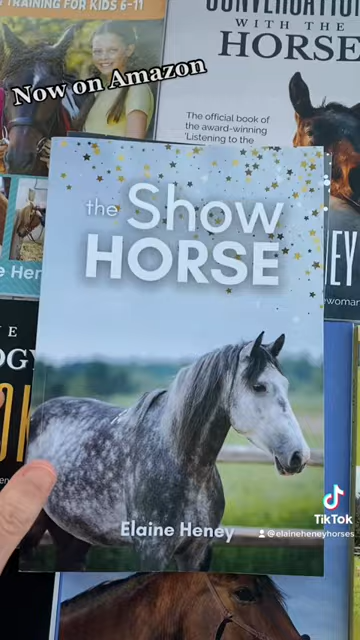 TRAINING FOR KIDS 6-11
CONVERSATION
WITH THE
HORSE
Now on Amazon
The official book of
the award-winning
'Listening to the
the Show
HORSE
Elaine Heney
TikTok
@elaineheneyhorses